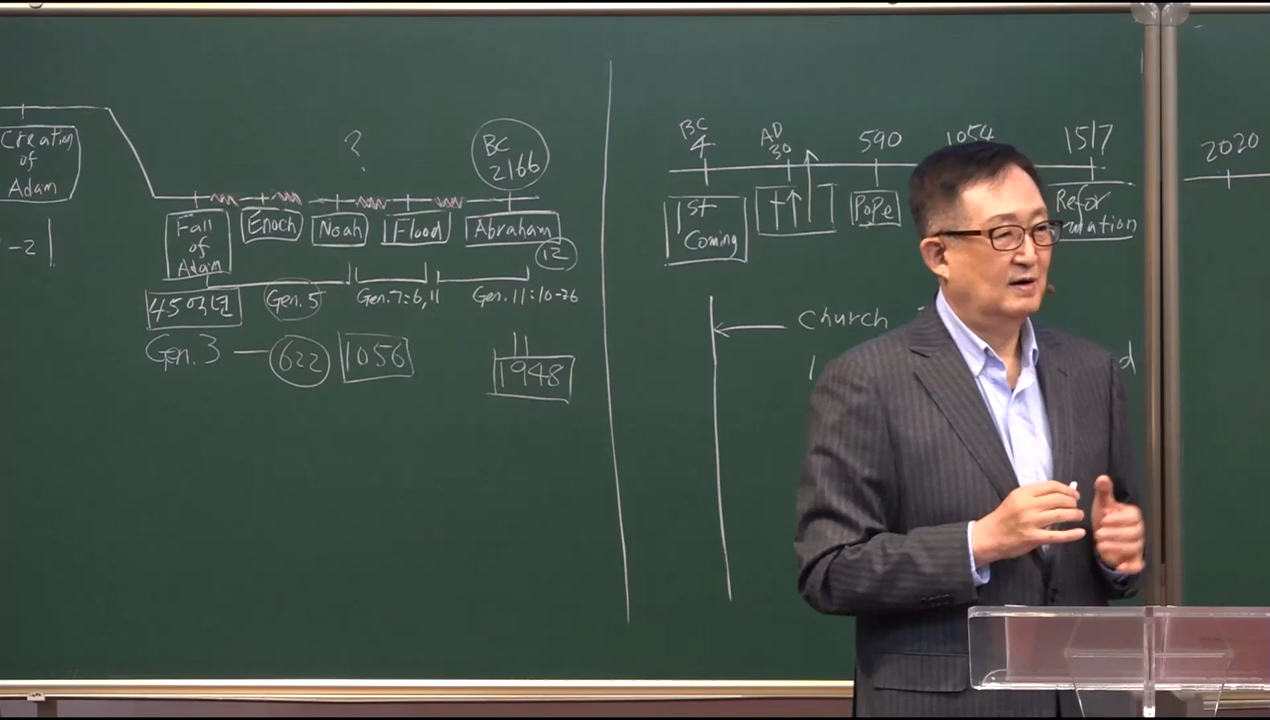 Creation
of
Adam
-2
?
BC
2166
Fall
of
Adam
Enoch
Noah
Flood
Abraham
12
45억년
Gen. 5
Gen. 7:6, 11
Gen. 11:10-26
Gen. 3 — 622
1056
1948
BC
4
AD
30
590
1054
1517
2020
1st
Coming
PoPe
Refor
mation
Church